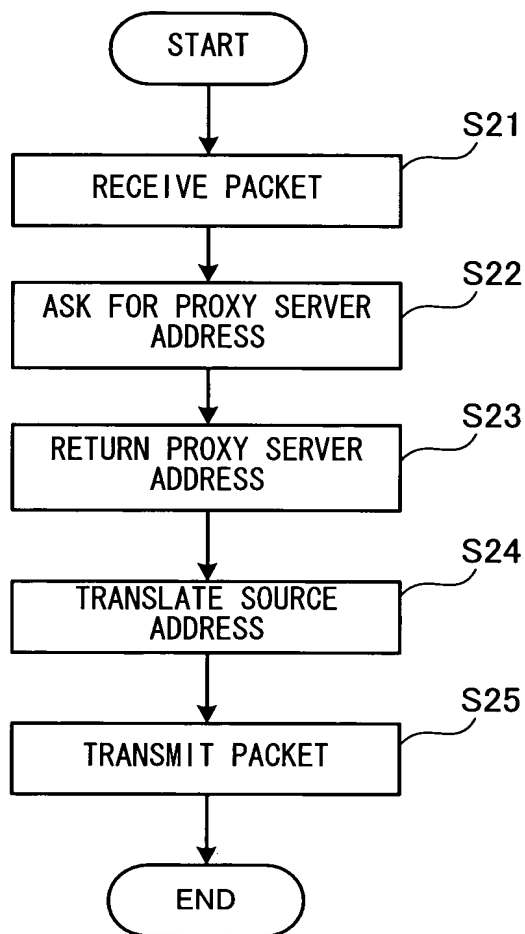 START
S21
RECEIVE PACKET
S22
ASK FOR PROXY SERVER
ADDRESS
S23
RETURN PROXY SERVER
ADDRESS
S24
TRANSLATE SOURCE
ADDRESS
S25
TRANSMIT PACKET
END